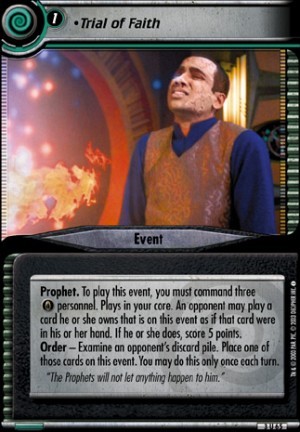 1
•Trial of Faith
Event
Prophet. To play this event, you must command three
personnel. Plays in your core. An opponent may play a
card he or she owns that is on this event as if that card were
in his or her hand. If he or she does, score 5 points.
Order – Examine an opponent's discard pile. Place one of
those cards on this event. You may do this only once each turn.
"The Prophets will not let anything happen to him."
3 U 65